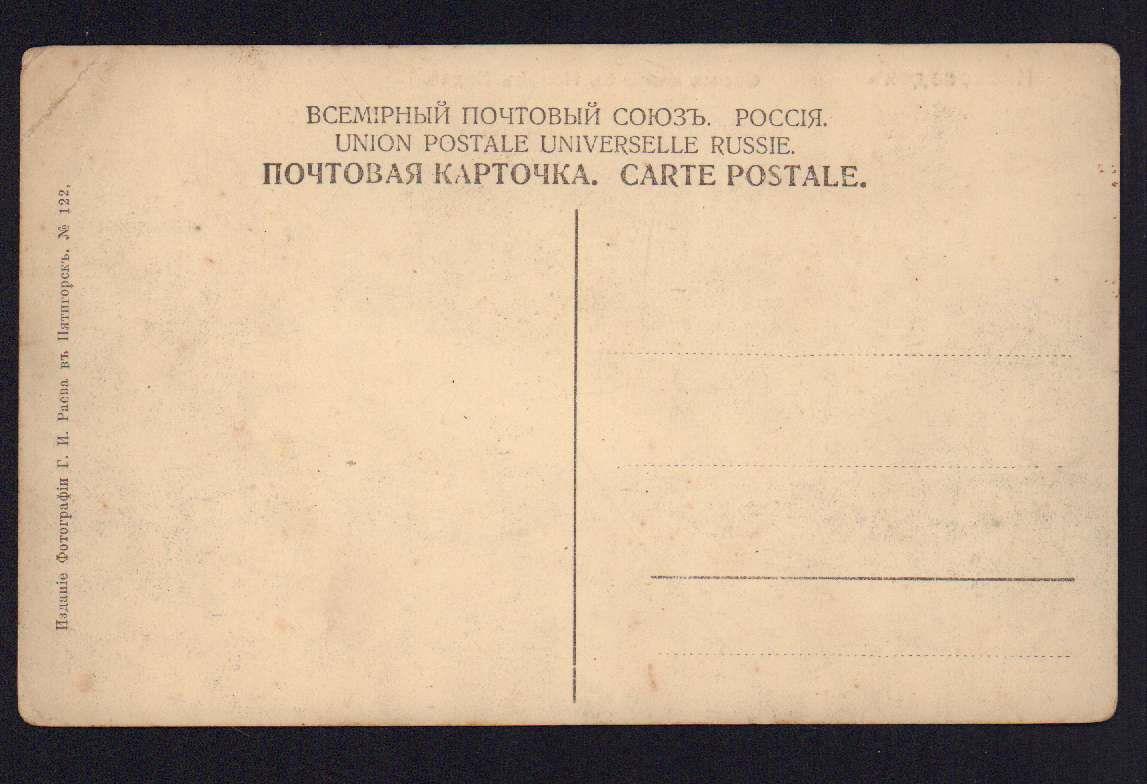 ВСЕМІРНЫЙ ПОЧТОВЫЙ СОЮЗЪ. РОССІЯ.
UNION POSTALE UNIVERSELLE RUSSIE.
ПОЧТОВАЯ КАРТОЧКА. CARTE POSTALE.
Изданіе Фотографіи Г. И. Раева въ Пятигорскѣ. № 122.